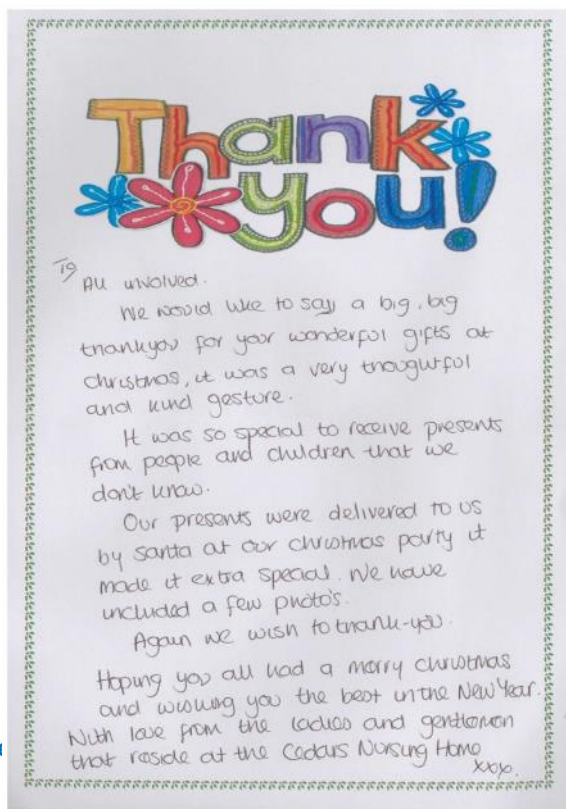 Thank
you!
To
All involved.
We would like to say a big, big
thankyou for your wonderful gifts at
christmas, it was a very thoughtful
and kind gesture.
It was so special to receive presents
from people and children that we
don't know.
Our presents were delivered to us
by santa at our christmas party it
made it extra special. We have
included a few photo's.
Again we wish to thank-you.
Hoping you all had a merry christmas
and wishing you the best in the New Year.
With love from the ladies and gentlemen
that reside at the Cedars Nursing Home
xxox.